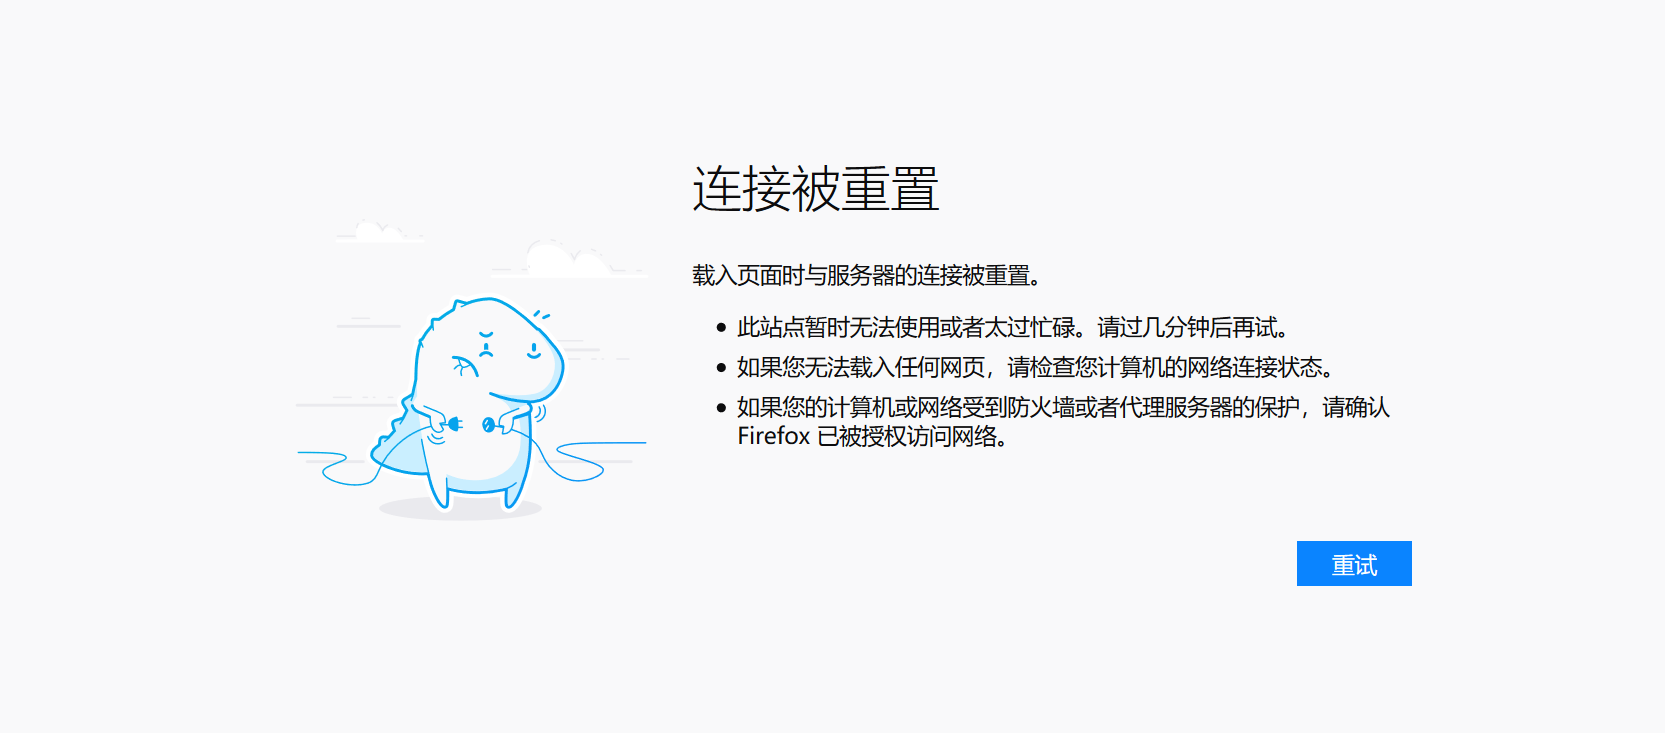 连接被重置
载入页面时与服务器的连接被重置。
此站点暂时无法使用或者太过忙碌。请过几分钟后再试。
如果您无法载入任何网页，请检查您计算机的网络连接状态。
如果您的计算机或网络受到防火墙或者代理服务器的保护，请确认
Firefox 已被授权访问网络。
重试